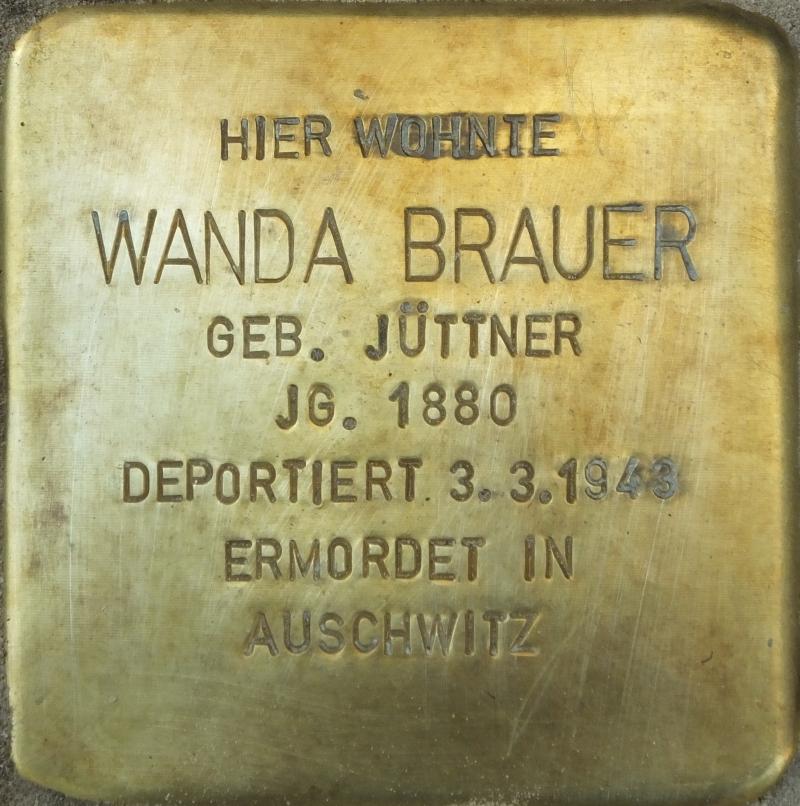 HIER WOHNTE
WANDA BRAUER
GEB. JÜTTNER
JG. 1880
DEPORTIERT 3.3.1943
ERMORDET IN
AUSCHWITZ